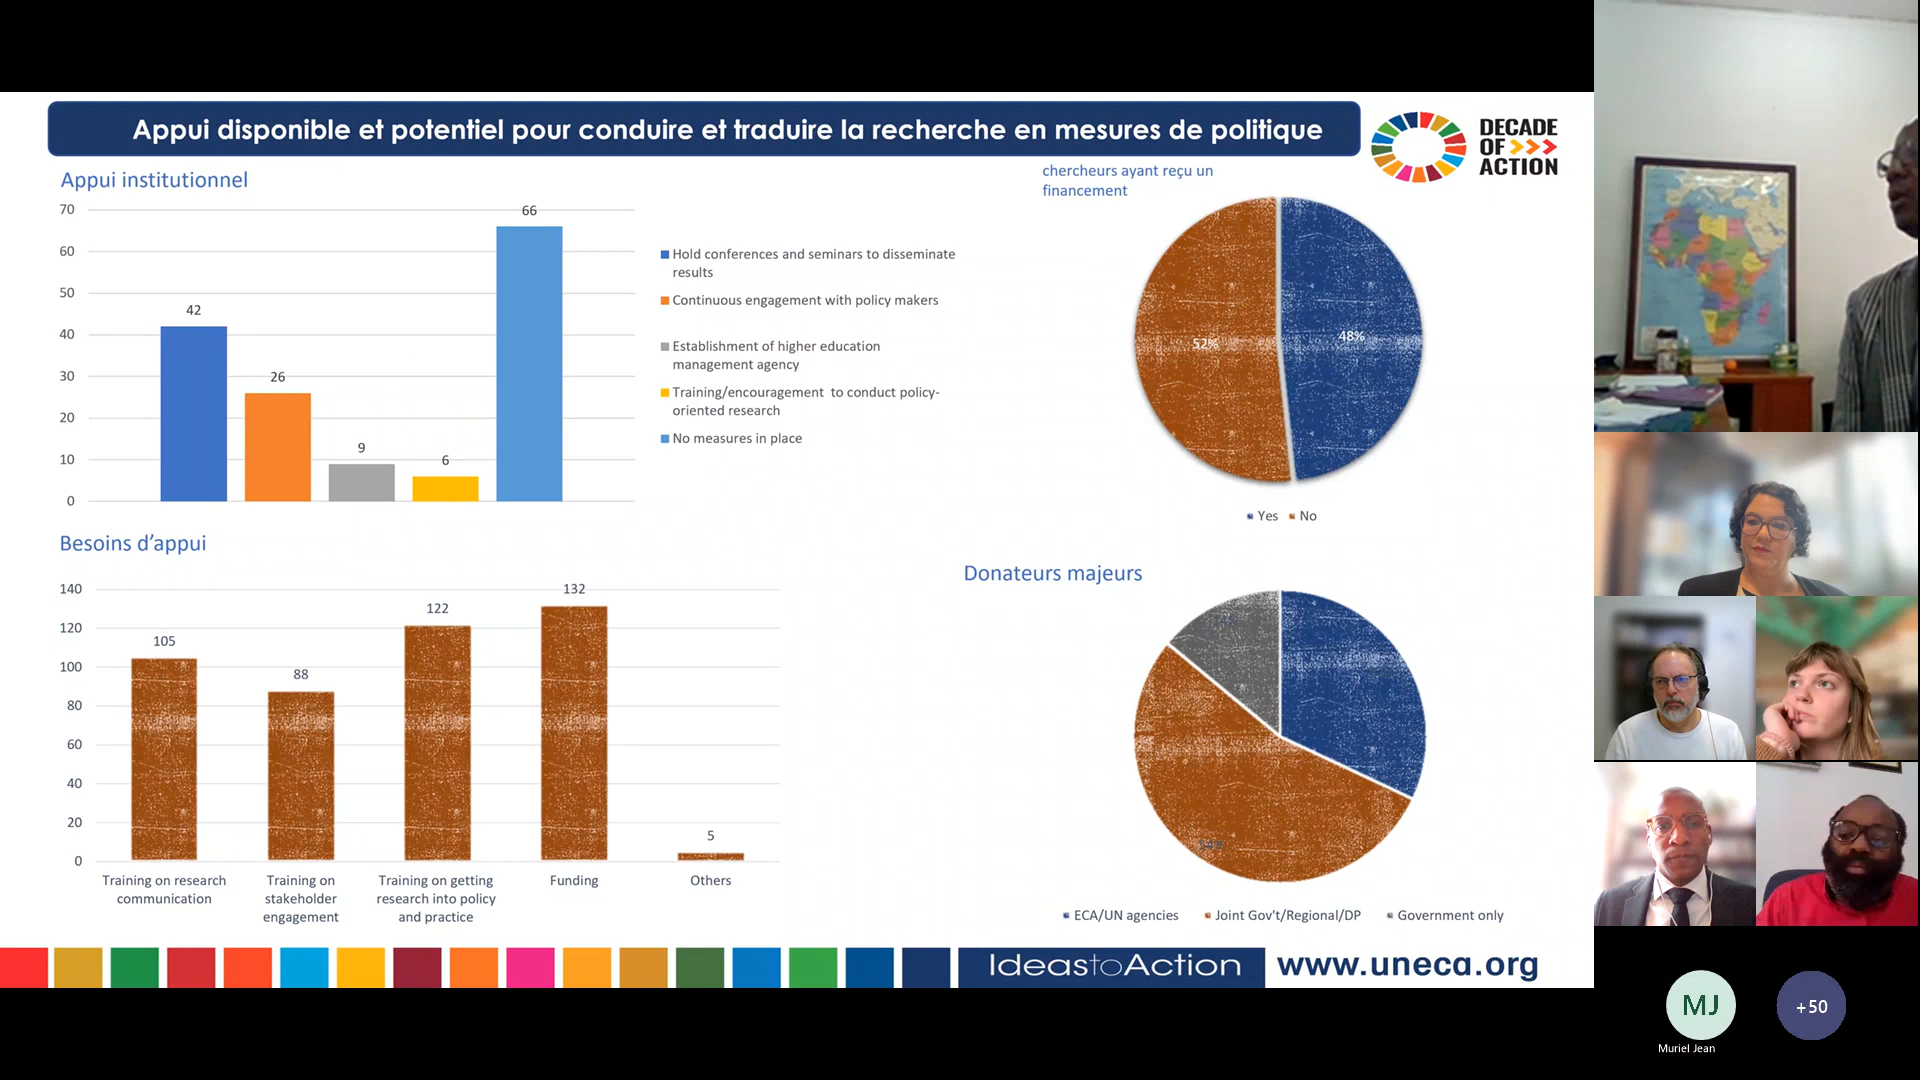 Appui disponible et potentiel pour conduire et traduire la recherche en mesures de politique
DECADE
OF
ACTION
Appui institutionnel
70
60
50
40
30
20
10
0
42
26
9
6
66
Hold conferences and seminars to disseminate
results
Continuous engagement with policy makers
Establishment of higher education
management agency
Training/encouragement to conduct policy-
oriented research
No measures in place
chercheurs ayant reçu un
financement
52%
48%
Yes No
Besoins d’appui
140
120
100
80
60
40
20
0
105
88
122
132
5
Training on research
communication
Training on
stakeholder
engagement
Training on getting
research into policy
and practice
Funding
Others
Donateurs majeurs
ECA/UN agencies Joint Gov't/Regional/DP Government only
IdeastoAction
www.uneca.org
MJ
Muriel Jean
+50